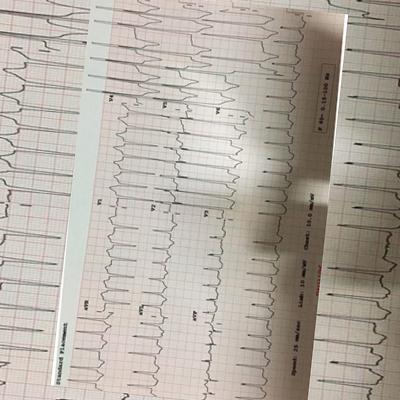 Standard Placement
aVR V1 V4
aVL V2 V5
aVF V3 V6
Speed: 25 mm/sec Limb: 10 mm/mV Chest: 10.0 mm/mV F 60~ 0.15-100 Hz